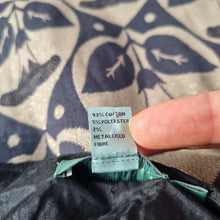 93% COTTON
5% POLYESTER
2%
METALLISED
FIBRE